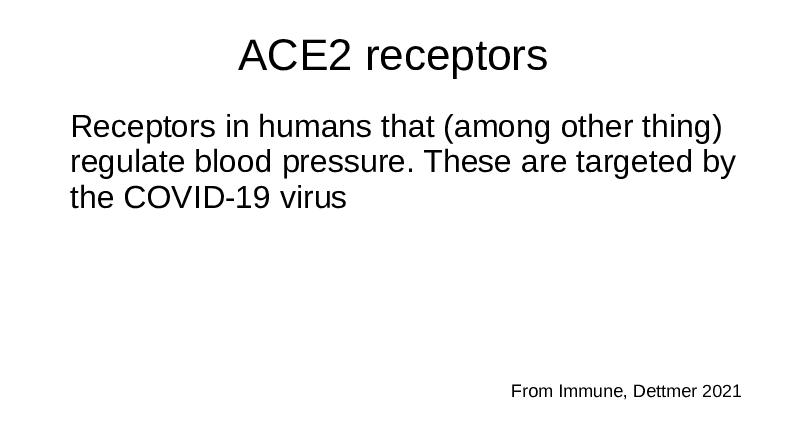 ACE2 receptors
Receptors in humans that (among other thing)
regulate blood pressure. These are targeted by
the COVID-19 virus
From Immune, Dettmer 2021